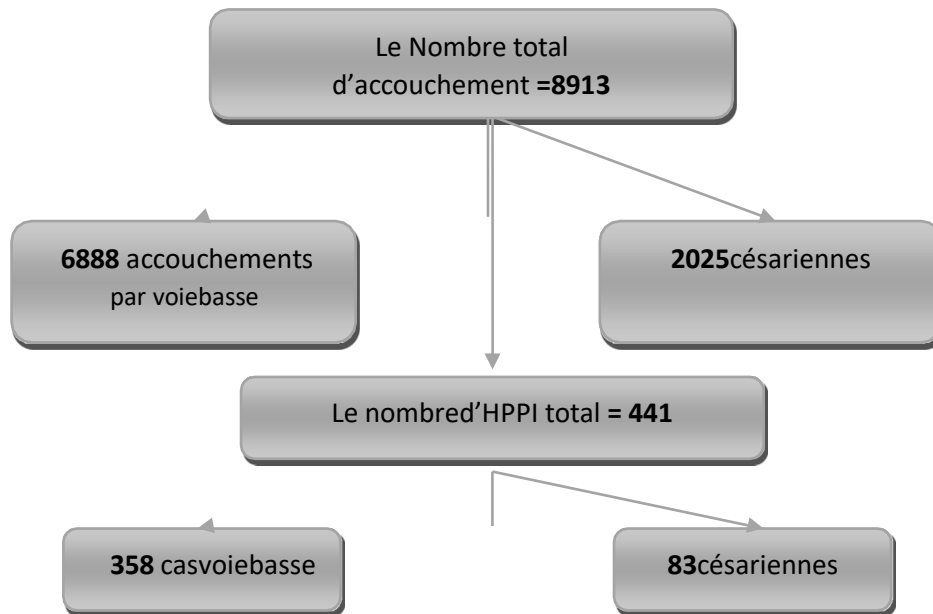 Le Nombre total
d’accouchement =8913
6888 accouchements
par voiebasse
2025césariennes
Le nombred’HPPI total = 441
358 casvoiebasse
83césariennes